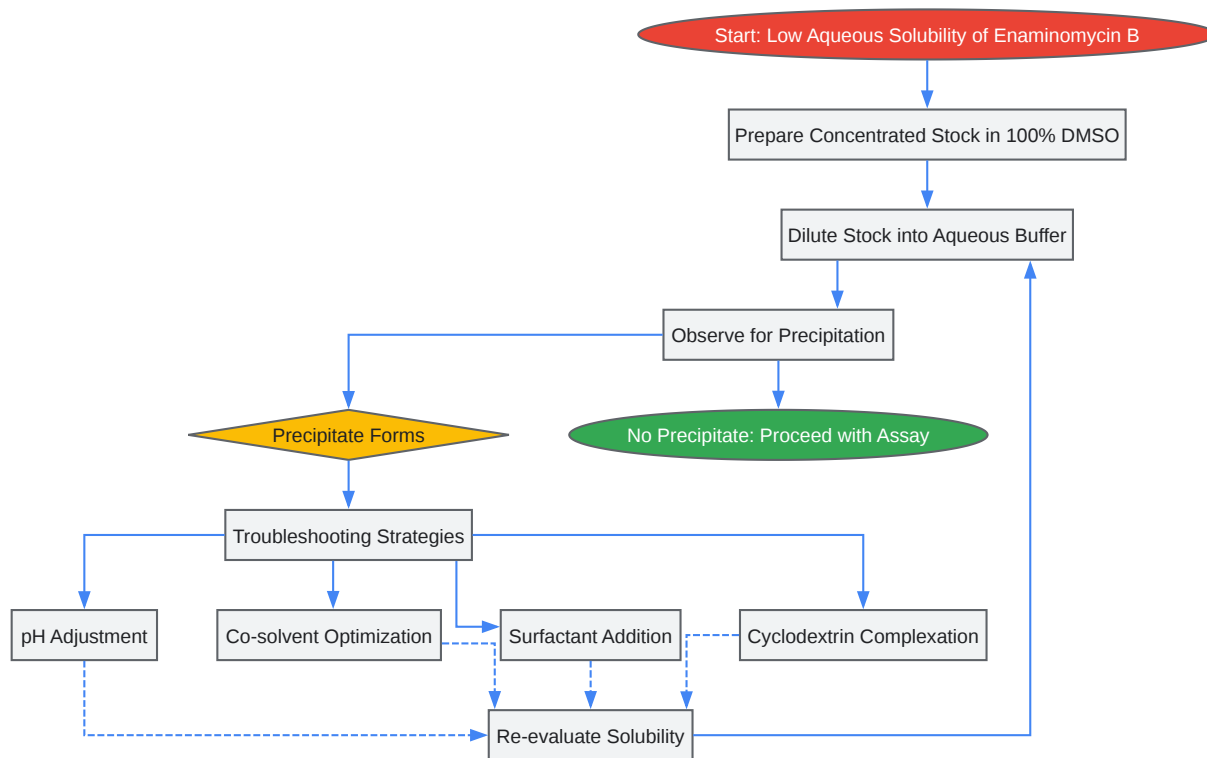 Start: Low Aqueous Solubility of Enaminomycin B
Prepare Concentrated Stock in 100% DMSO
Dilute Stock into Aqueous Buffer
Observe for Precipitation
Precipitate Forms
No Precipitate: Proceed with Assay
Troubleshooting Strategies
pH Adjustment
Co-solvent Optimization
Surfactant Addition
Cyclodextrin Complexation
Re-evaluate Solubility